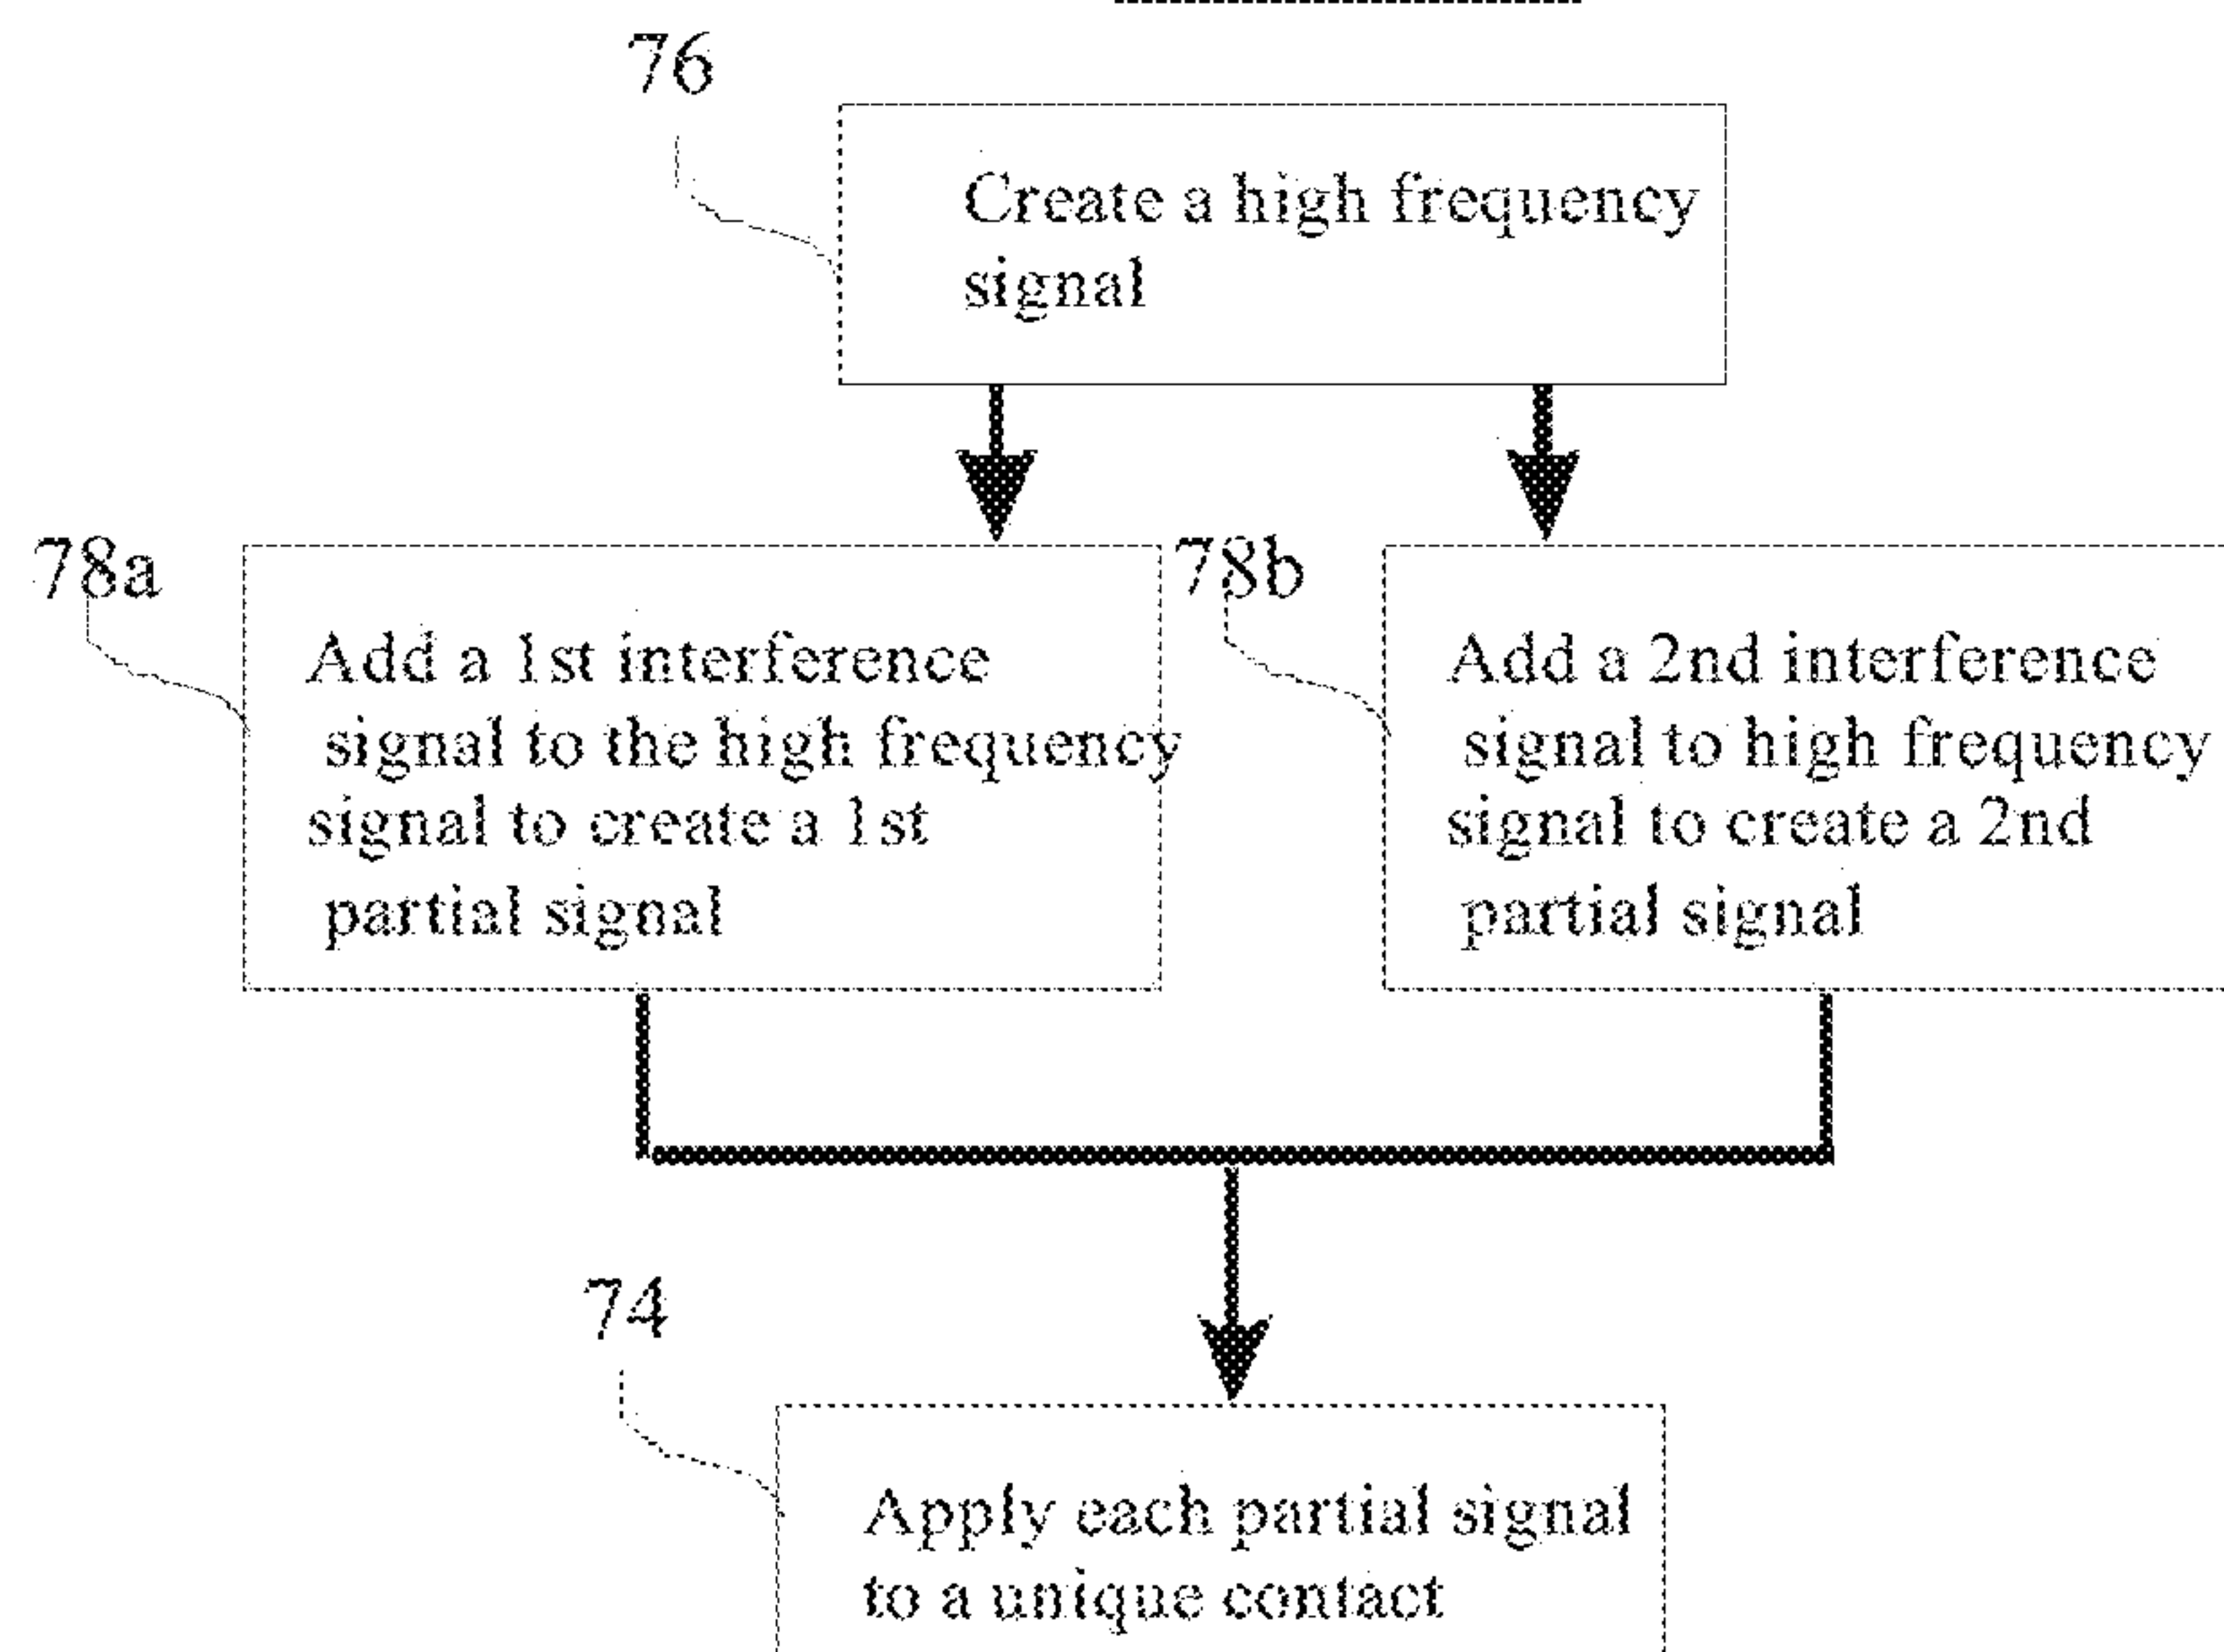 76
Create a high frequency
signal
78a
Add a 1st interference
signal to the high frequency
signal to create a 1st
partial signal
78b
Add a 2nd interference
signal to high frequency
signal to create a 2nd
partial signal
74
Apply each partial signal
to a unique contact